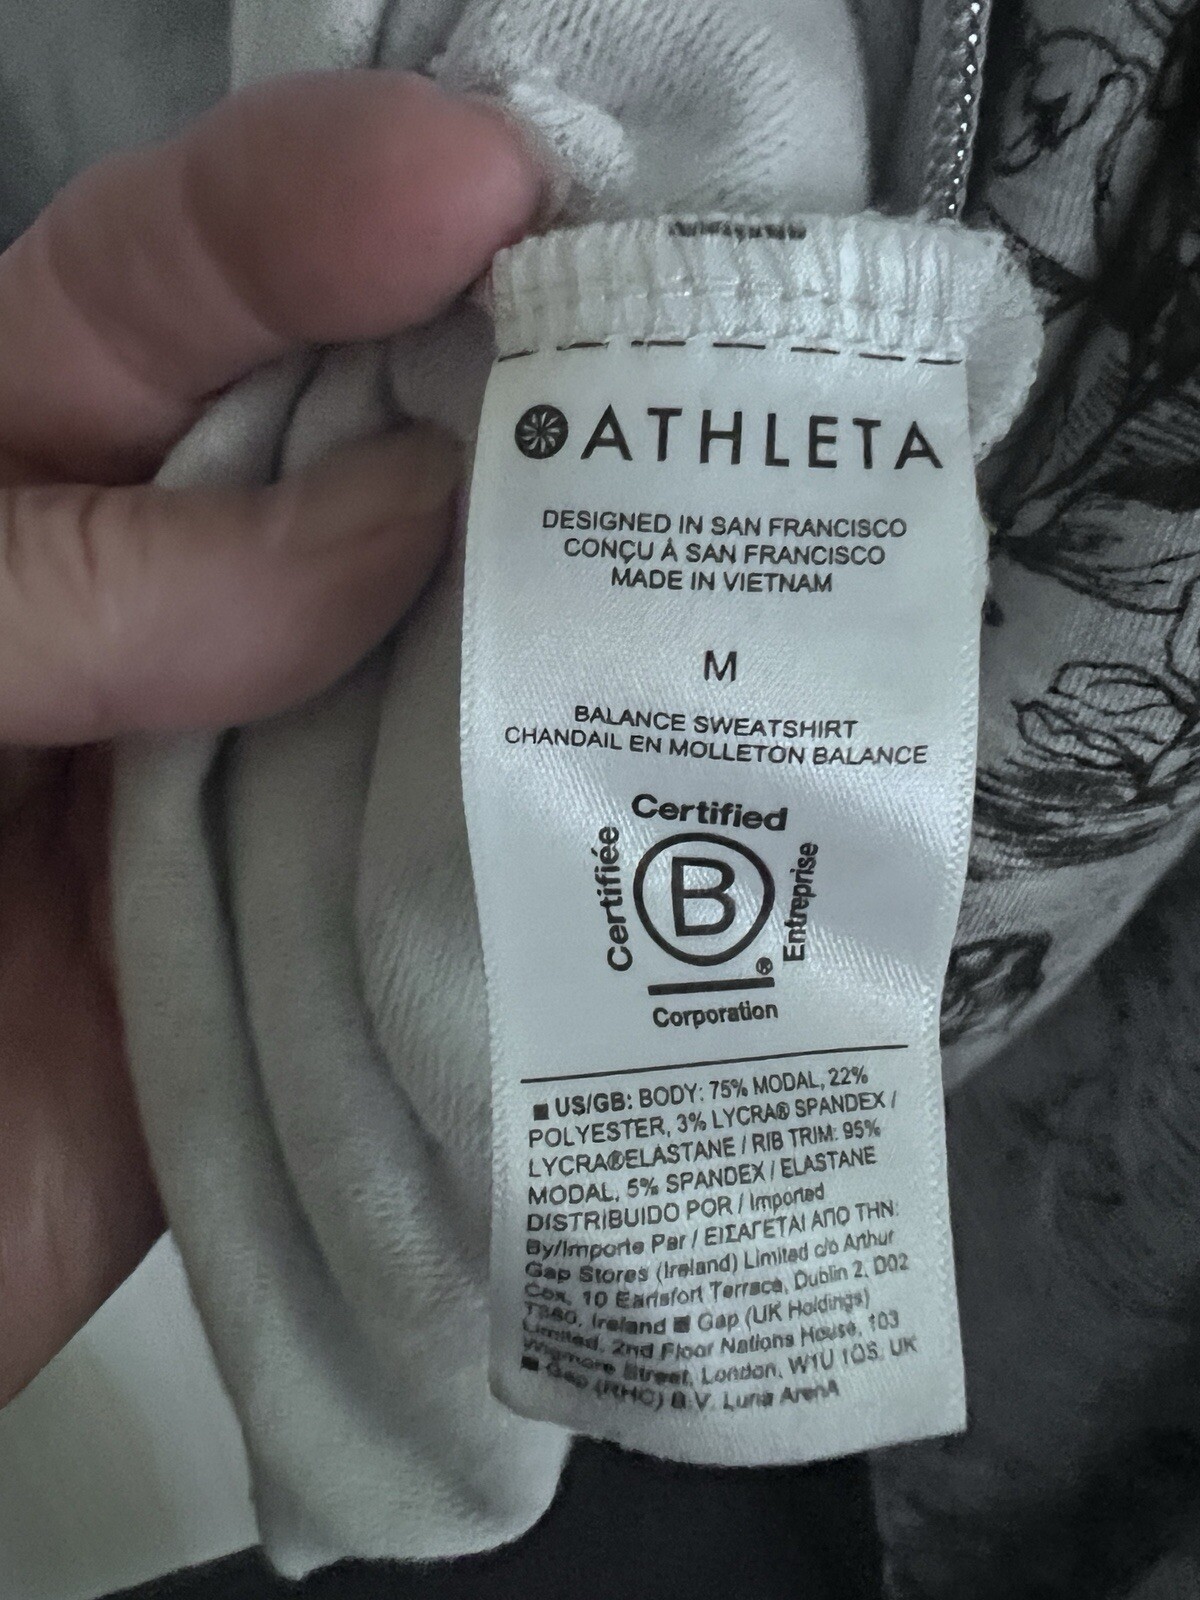 ATHLETA
DESIGNED IN SAN FRANCISCO
CONÇU À SAN FRANCISCO
MADE IN VIETNAM
M
BALANCE SWEATSHIRT
CHANDAIL EN MOLLETON BALANCE
Certified
Certifiée
B
Entreprise
®
Corporation
■ US/GB: BODY: 75% MODAL, 22%
POLYESTER, 3% LYCRA® SPANDEX /
LYCRA®ELASTANE / RIB TRIM: 95%
MODAL, 5% SPANDEX / ELASTANE
DISTRIBUIDO POR / Imported
By/Importe Par / ΕΙΣΑΓΕΤΑΙ ΑΠΟ ΤΗΝ:
Gap Stores (Ireland) Limited c/o Arthur
Cox, 10 Earlsfort Terrace, Dublin 2, D02
Ireland ■ Gap (UK Holdings)
Limited, 2nd Floor Nations House, 103
Wigmore Street, London, W1U 1QS, UK
■ Gap (RHC) B.V. Luna ArenA